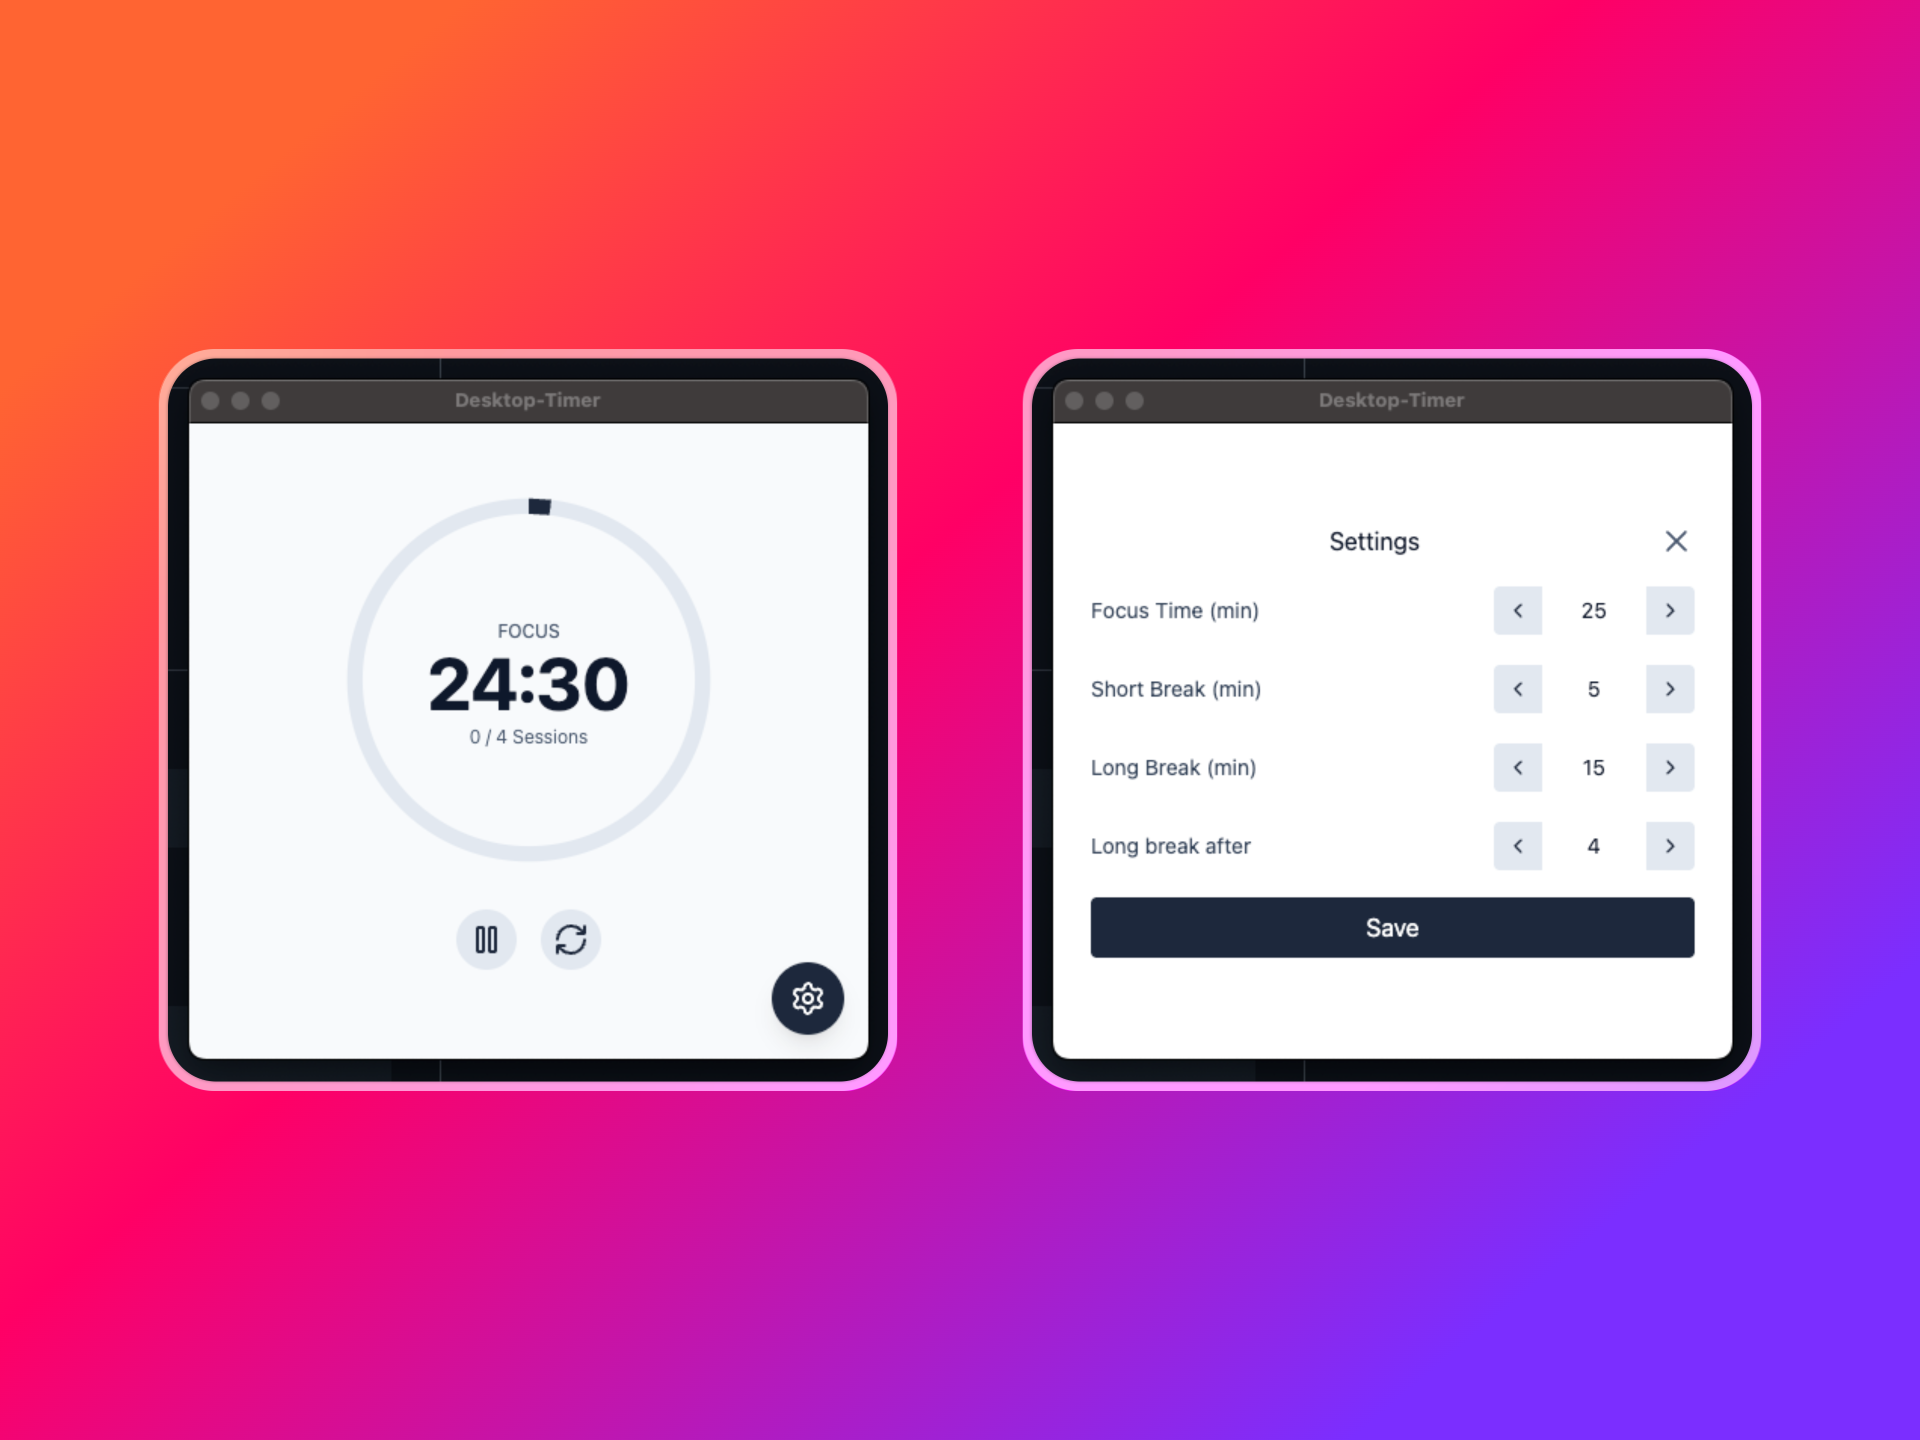 Desktop-Timer
FOCUS
24:30
0 / 4 Sessions
Desktop-Timer
Settings
Focus Time (min) 25
Short Break (min) 5
Long Break (min) 15
Long break after 4
Save